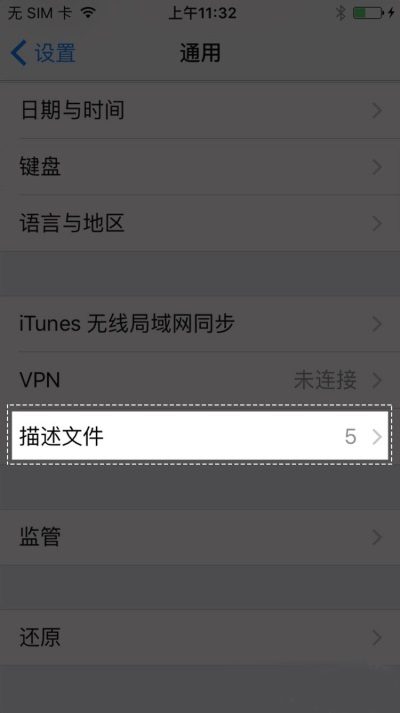 无 SIM 卡 上午11:32
设置 通用
日期与时间
键盘
语言与地区
iTunes 无线局域网同步
VPN 未连接
描述文件 5
监管
还原